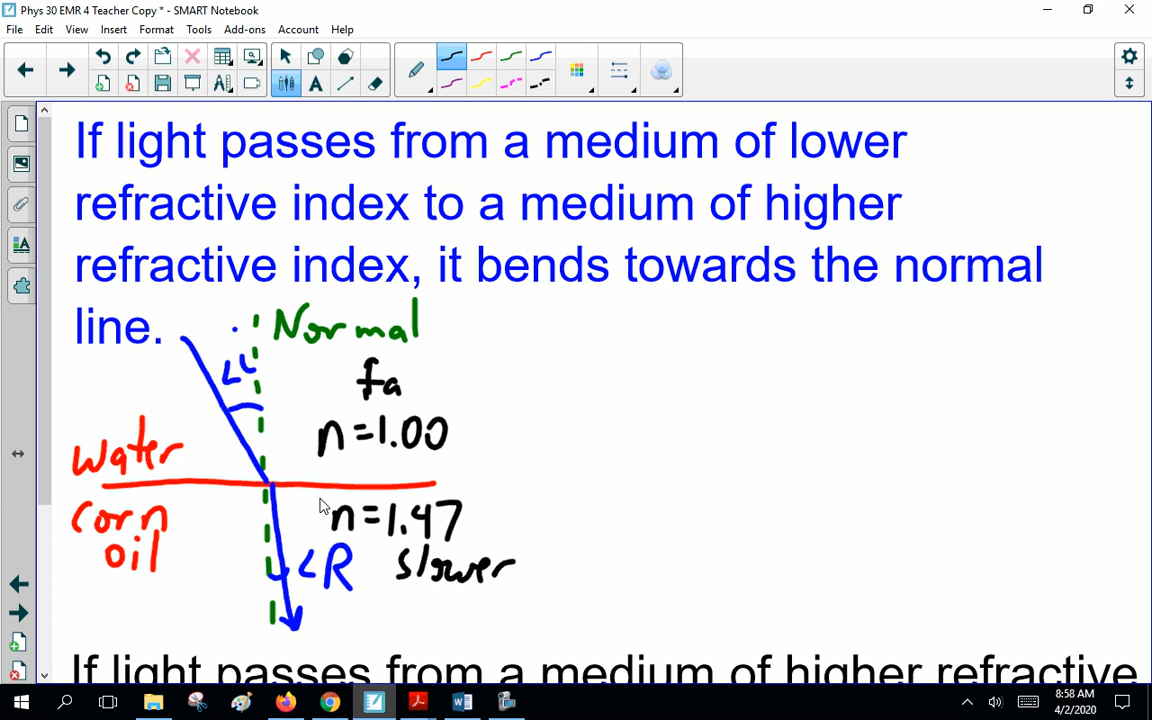 Phys 30 EMR 4 Teacher Copy * - SMART Notebook
File Edit View Insert Format Tools Add-ons Account Help
If light passes from a medium of lower
refractive index to a medium of higher
refractive index, it bends towards the normal
line.
Normal
<i
fa
n=1.00
water
corn
oil
n=1.47
<R
slower
If light passes from a medium of higher refractive
8:58 AM
4/2/2020